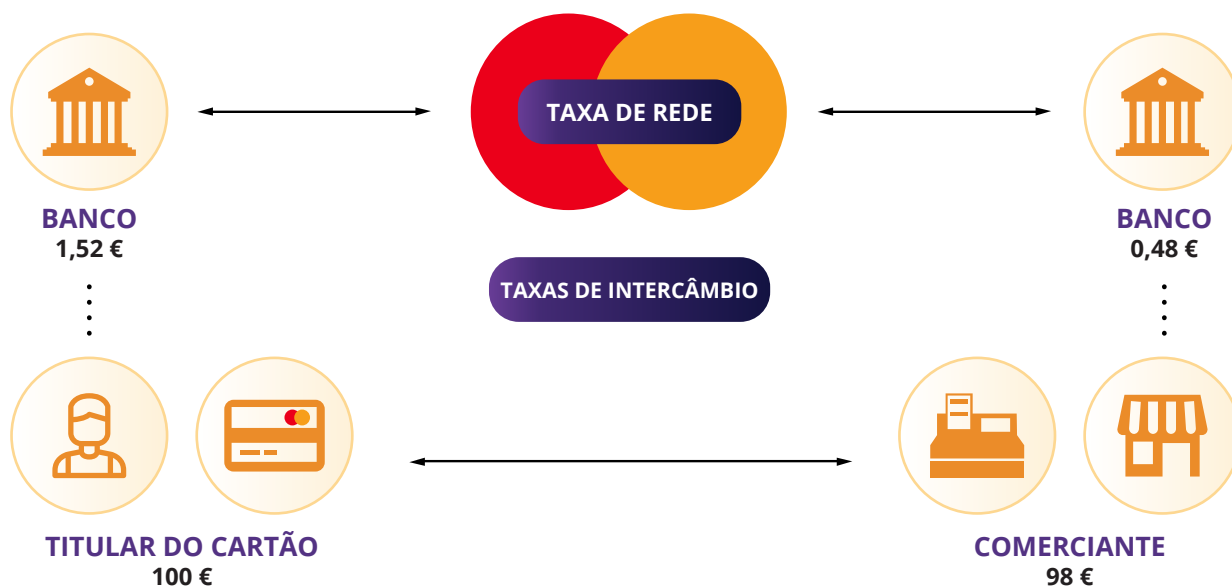 TAXA DE REDE
BANCO
1,52 €
BANCO
0,48 €
TAXAS DE INTERCÂMBIO
TITULAR DO CARTÃO
100 €
COMERCIANTE
98 €